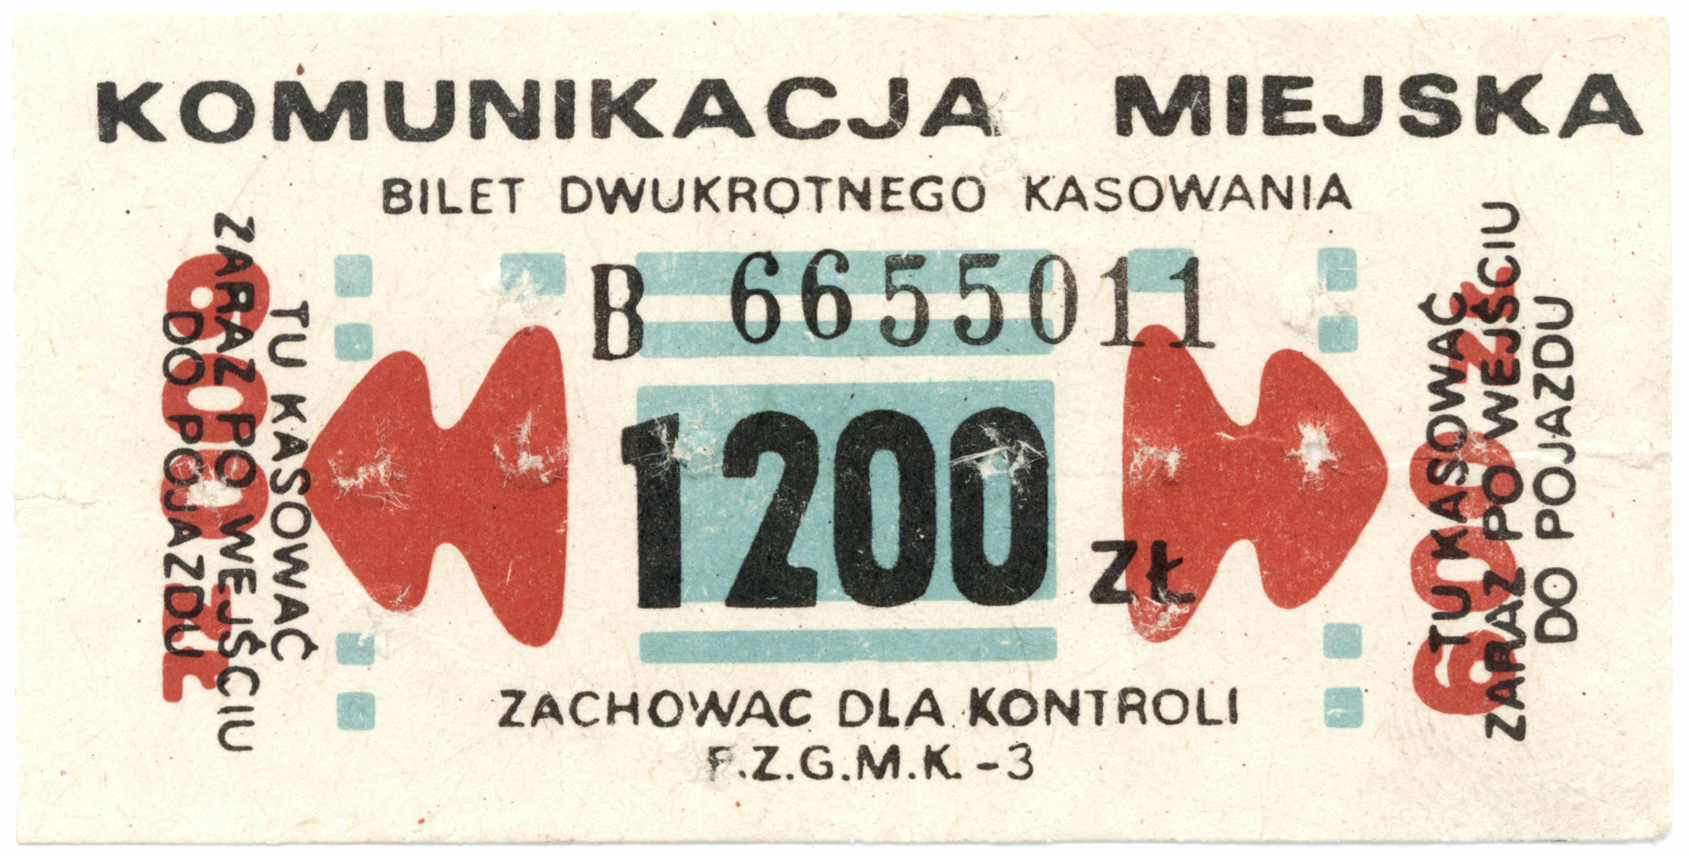 KOMUNIKACJA MIEJSKA
BILET DWUKROTNEGO KASOWANIA
B 6655011
1200 ZŁ
ZACHOWAC DLA KONTROLI
P.Z.G.M.K. -3
TU KASOWAĆ
ZARAZ PO WEJŚCIU
DO POJAZDU
600 zł
TU KASOWAĆ
ZARAZ PO WEJŚCIU
DO POJAZDU
600 zł